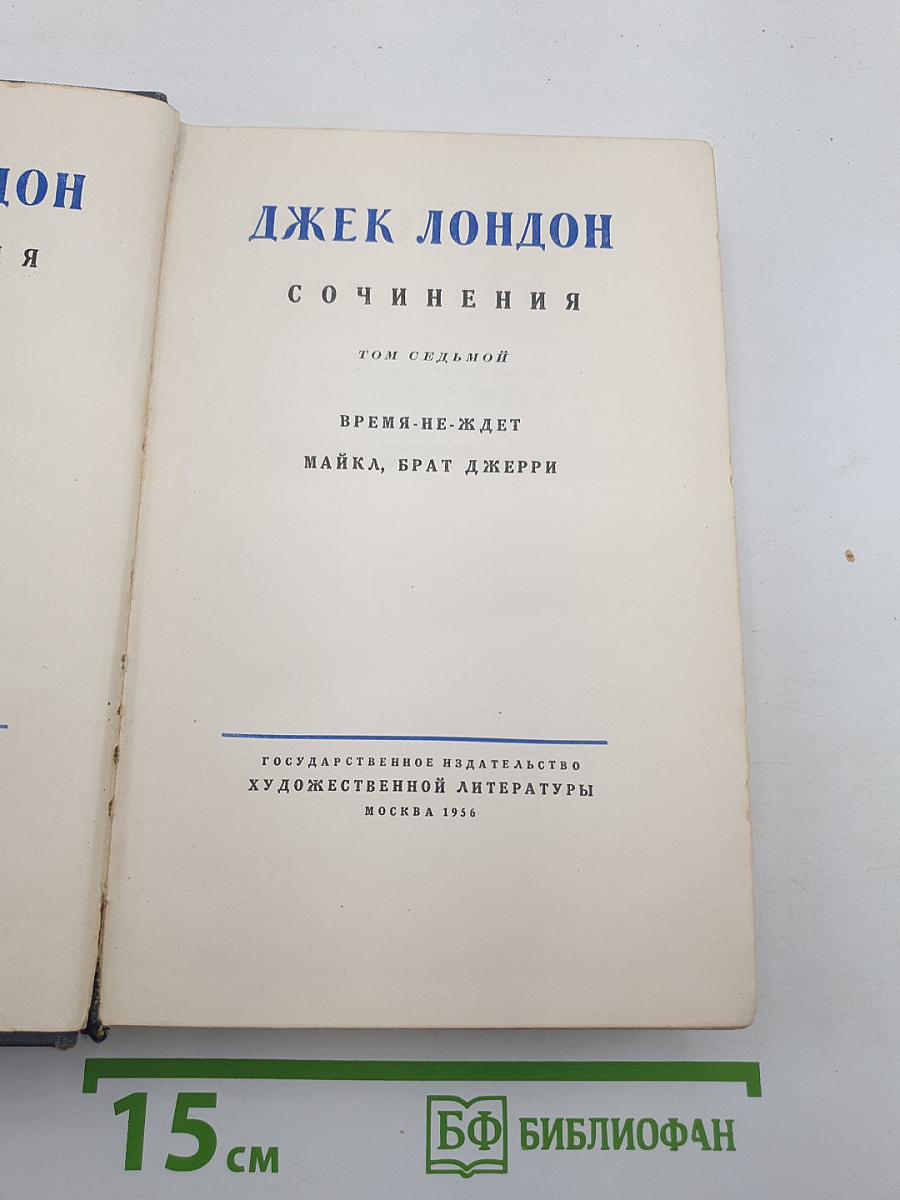 ДЖЕК ЛОНДОН
СОЧИНЕНИЯ
ТОМ СЕДЬМОЙ
ВРЕМЯ-НЕ-ЖДЕТ
МАЙКЛ, БРАТ ДЖЕРРИ
ГОСУДАРСТВЕННОЕ ИЗДАТЕЛЬСТВО
ХУДОЖЕСТВЕННОЙ ЛИТЕРАТУРЫ
МОСКВА 1956
15 см
БФ БИБЛИОФАН